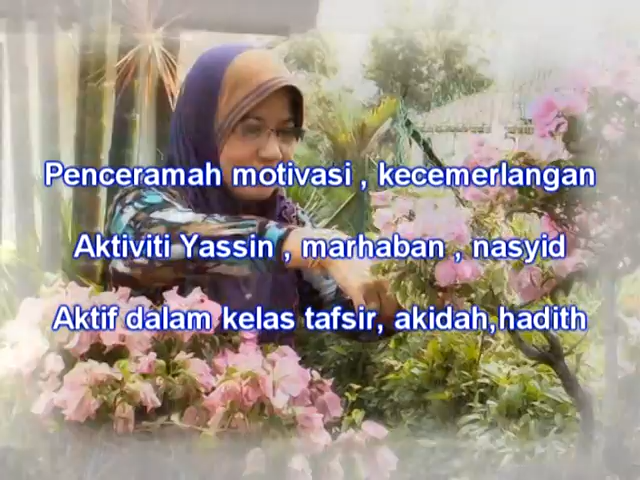 Penceramah motivasi , kecemerlangan
Aktiviti Yassin , marhaban , nasyid
Aktif dalam kelas tafsir, akidah,hadith